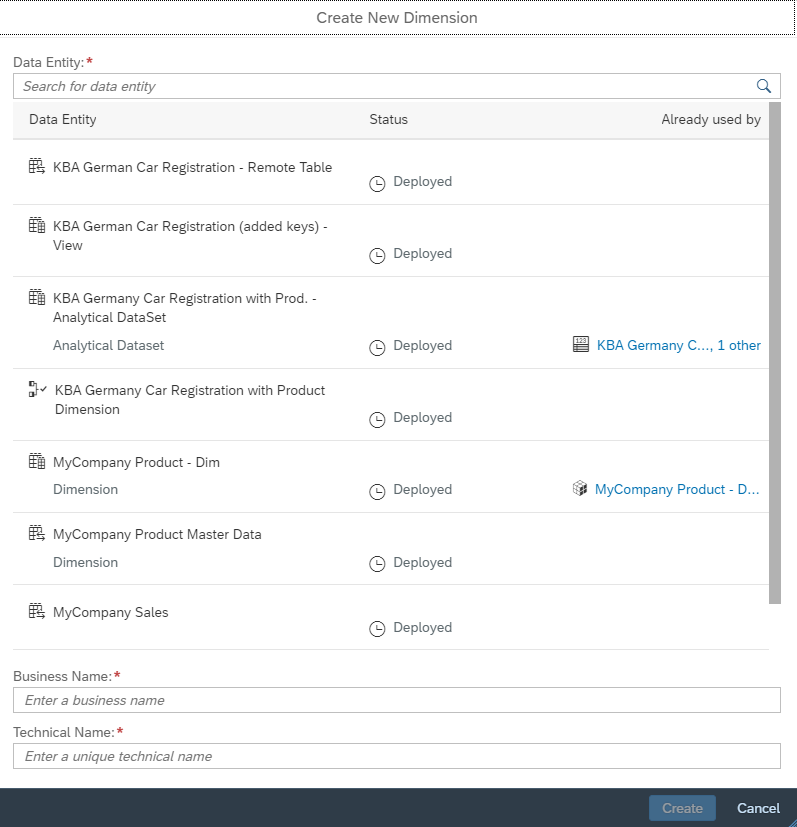 Create New Dimension
Data Entity:*
Search for data entity
Data Entity Status Already used by
KBA German Car Registration - Remote Table
Deployed
KBA German Car Registration (added keys) -
View
Deployed
KBA Germany Car Registration with Prod. -
Analytical DataSet
Analytical Dataset Deployed 123 KBA Germany C..., 1 other
KBA Germany Car Registration with Product
Dimension
Deployed
MyCompany Product - Dim
Dimension Deployed MyCompany Product - D...
MyCompany Product Master Data
Dimension Deployed
MyCompany Sales
Deployed
Business Name:*
Enter a business name
Technical Name:*
Enter a unique technical name
Create Cancel